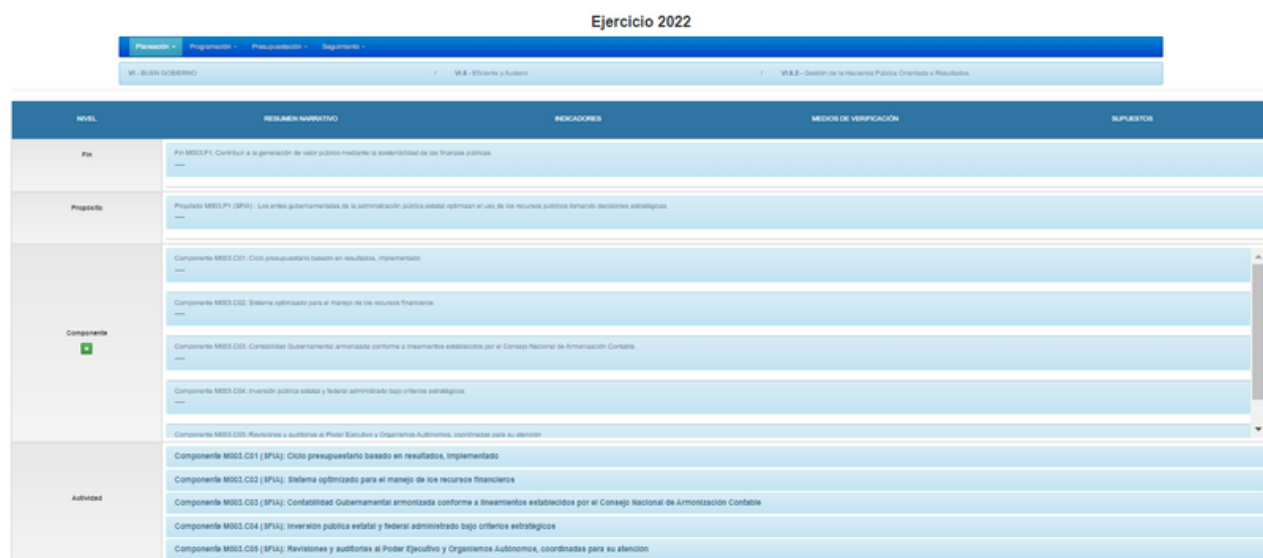 Ejercicio 2022
Planeación Programación Presupuestación Seguimiento
VI - BUEN GOBIERNO / VI.6 - Eficiente y Austero / VI.6.2 - Gestión de la Hacienda Pública Orientada a Resultados
NIVEL RESUMEN NARRATIVO INDICADORES MEDIOS DE VERIFICACIÓN SUPUESTOS
Fin
Fin M003.F1: Contribuir a la generación de valor público mediante la sostenibilidad de las finanzas públicas
----
Propósito
Propósito M003.P1 (SFIA) : Los entes gubernamentales de la administración pública estatal optimizan el uso de los recursos públicos tomando decisiones estratégicas
----
Componente
+
Componente M003.C01: Ciclo presupuestario basado en resultados, implementado
----
Componente M003.C02: Sistema optimizado para el manejo de los recursos financieros
----
Componente M003.C03: Contabilidad Gubernamental armonizada conforme a lineamientos establecidos por el Consejo Nacional de Armonización Contable
----
Componente M003.C04: Inversión pública estatal y federal administrado bajo criterios estratégicos
----
Componente M003.C05: Revisiones y auditorias al Poder Ejecutivo y Organismos Autónomos, coordinadas para su atención
Actividad
Componente M003.C01 (SFIA): Ciclo presupuestario basado en resultados, implementado
Componente M003.C02 (SFIA): Sistema optimizado para el manejo de los recursos financieros
Componente M003.C03 (SFIA): Contabilidad Gubernamental armonizada conforme a lineamientos establecidos por el Consejo Nacional de Armonización Contable
Componente M003.C04 (SFIA): Inversión pública estatal y federal administrado bajo criterios estratégicos
Componente M003.C05 (SFIA): Revisiones y auditorias al Poder Ejecutivo y Organismos Autónomos, coordinadas para su atención